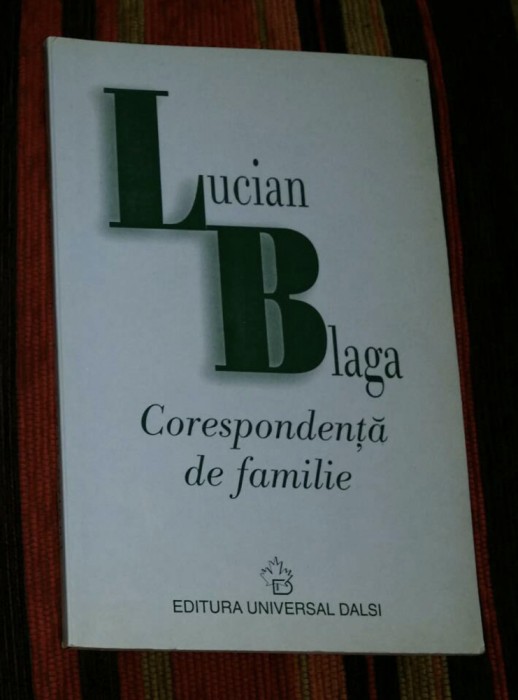 Lucian
Blaga
Corespondență
de familie
EDITURA UNIVERSAL DALSI